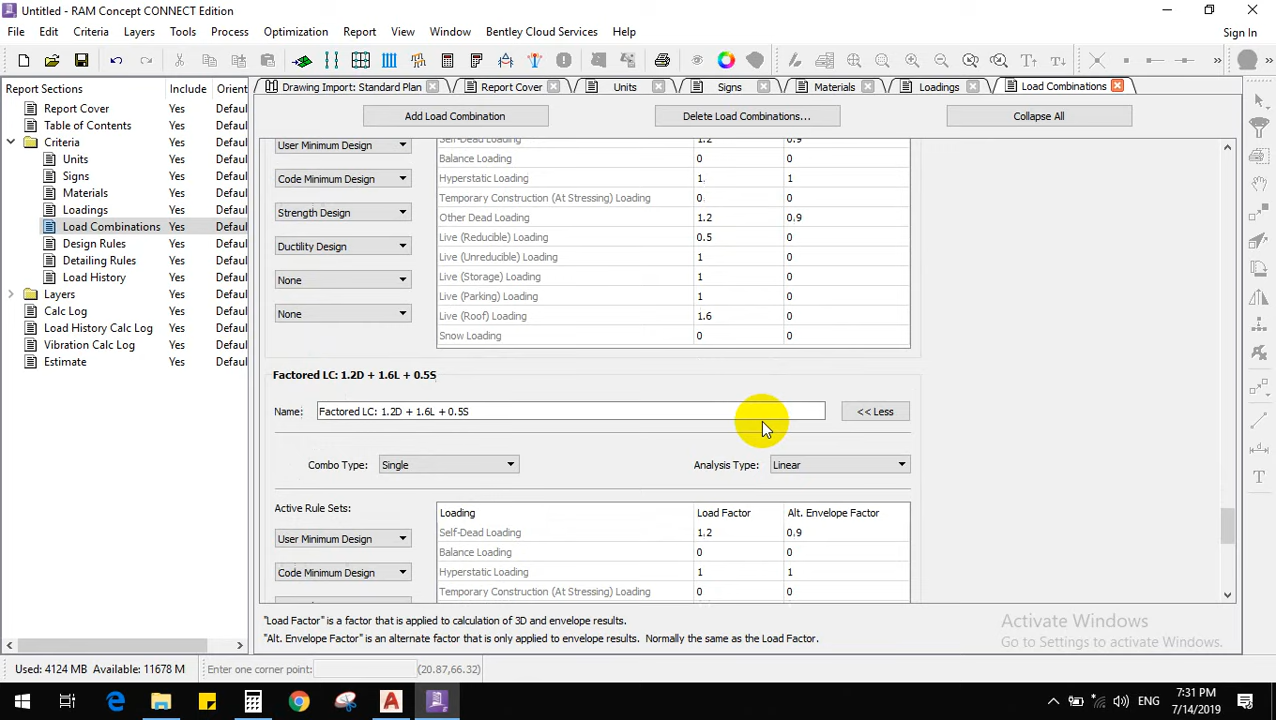 Untitled - RAM Concept CONNECT Edition
File Edit Criteria Layers Tools Process Optimization Report View Window Bentley Cloud Services Help
Sign In
Report Sections Include Orient
Report Cover Yes Defaul
Table of Contents Yes Defaul
Criteria Yes Defaul
Units Yes Defaul
Signs Yes Defaul
Materials Yes Defaul
Loadings Yes Defaul
Load Combinations Yes Defaul
Design Rules Yes Defaul
Detailing Rules Yes Defaul
Load History Yes Defaul
Layers Yes Defaul
Calc Log Yes Defaul
Load History Calc Log Yes Defaul
Vibration Calc Log Yes Defaul
Estimate Yes Defaul
Drawing Import: Standard Plan Report Cover Units Signs Materials Loadings Load Combinations
Add Load Combination Delete Load Combinations... Collapse All
User Minimum Design
Code Minimum Design
Strength Design
Ductility Design
None
None
Self-Dead Loading 1.2 0.9
Balance Loading 0 0
Hyperstatic Loading 1. 1
Temporary Construction (At Stressing) Loading 0 0
Other Dead Loading 1.2 0.9
Live (Reducible) Loading 0.5 0
Live (Unreducible) Loading 1 0
Live (Storage) Loading 1 0
Live (Parking) Loading 1 0
Live (Roof) Loading 1.6 0
Snow Loading 0 0
Factored LC: 1.2D + 1.6L + 0.5S
Name: Factored LC: 1.2D + 1.6L + 0.5S << Less
Combo Type: Single Analysis Type: Linear
Active Rule Sets:
User Minimum Design
Code Minimum Design
Loading Load Factor Alt. Envelope Factor
Self-Dead Loading 1.2 0.9
Balance Loading 0 0
Hyperstatic Loading 1 1
Temporary Construction (At Stressing) Loading 0 0
"Load Factor" is a factor that is applied to calculation of 3D and envelope results.
"Alt. Envelope Factor" is an alternate factor that is only applied to envelope results. Normally the same as the Load Factor.
Activate Windows
Go to Settings to activate Windows.
Used: 4124 MB Available: 11678 M Enter one corner point: (20.87,66.32)
ENG
7:31 PM
7/14/2019